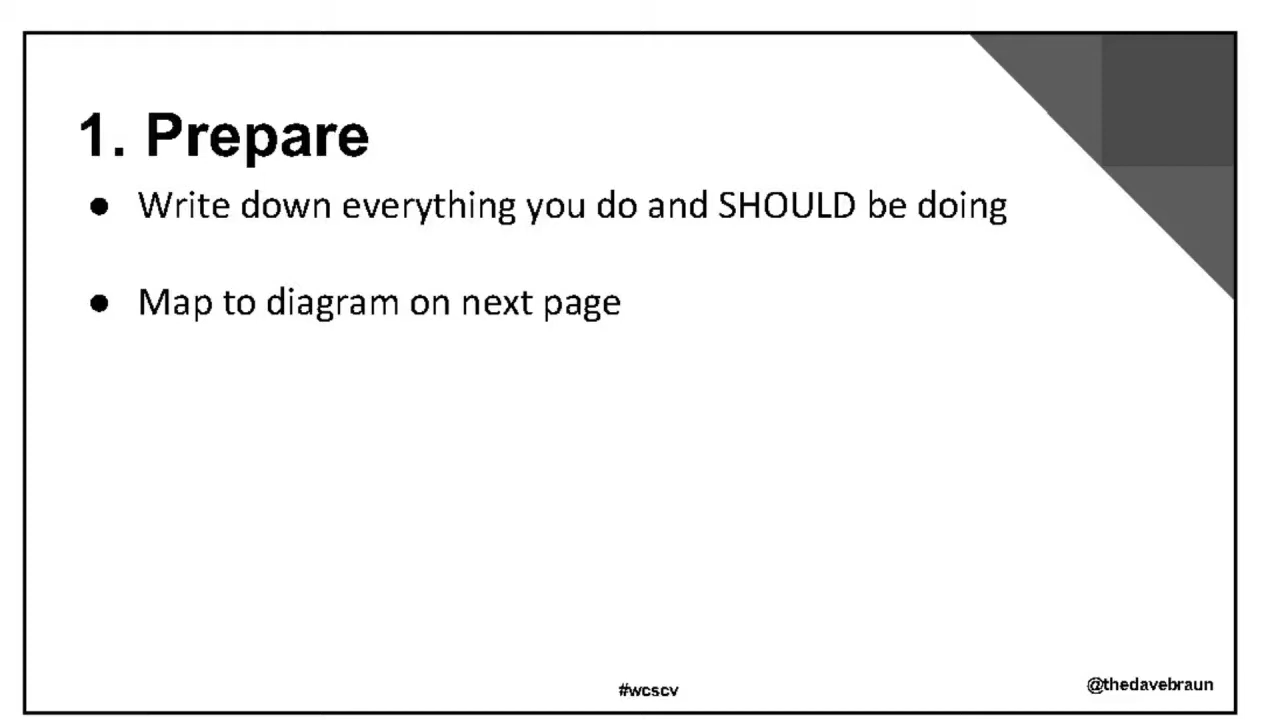 1. Prepare
● Write down everything you do and SHOULD be doing
● Map to diagram on next page
#wcscv
@thedavebraun